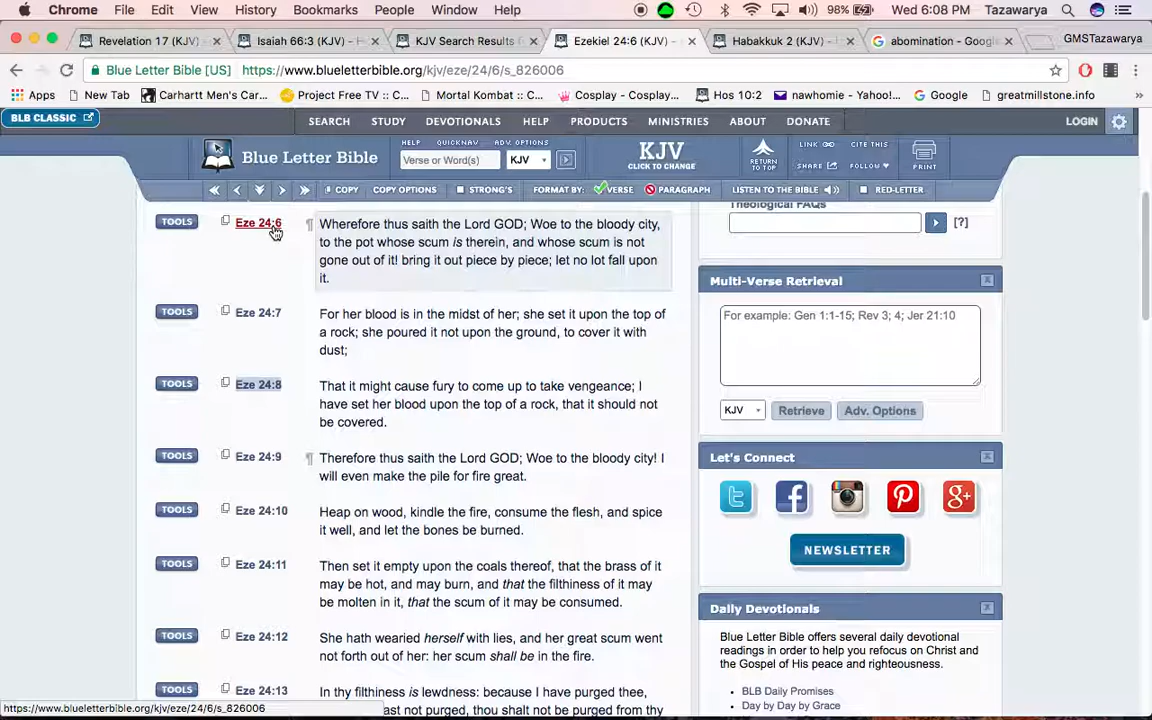 Chrome File Edit View History Bookmarks People Window Help 98% Wed 6:08 PM Tazawarya
Revelation 17 (KJV) - Isaiah 66:3 (KJV) - H KJV Search Results f Ezekiel 24:6 (KJV) - Habakkuk 2 (KJV) - H abomination - Google GMSTazawarya
Blue Letter Bible [US] https://www.blueletterbible.org/kjv/eze/24/6/s_826006
Apps New Tab Carhartt Men's Car... Project Free TV :: C... Mortal Kombat :: C... Cosplay - Cosplay... Hos 10:2 nawhomie - Yahoo!... Google greatmillstone.info
BLB CLASSIC SEARCH STUDY DEVOTIONALS HELP PRODUCTS MINISTRIES ABOUT DONATE LOGIN
Blue Letter Bible
HELP QUICKNAV ADV. OPTIONS
Verse or Word(s) KJV
KJV
CLICK TO CHANGE
RETURN
TO TOP
LINK CITE THIS
SHARE FOLLOW
PRINT
COPY COPY OPTIONS STRONG'S FORMAT BY: VERSE PARAGRAPH LISTEN TO THE BIBLE RED-LETTER
TOOLS Eze 24:6 ¶ Wherefore thus saith the Lord GOD; Woe to the bloody city,
to the pot whose scum is therein, and whose scum is not
gone out of it! bring it out piece by piece; let no lot fall upon
it.
TOOLS Eze 24:7 For her blood is in the midst of her; she set it upon the top of
a rock; she poured it not upon the ground, to cover it with
dust;
TOOLS Eze 24:8 That it might cause fury to come up to take vengeance; I
have set her blood upon the top of a rock, that it should not
be covered.
TOOLS Eze 24:9 ¶ Therefore thus saith the Lord GOD; Woe to the bloody city! I
will even make the pile for fire great.
TOOLS Eze 24:10 Heap on wood, kindle the fire, consume the flesh, and spice
it well, and let the bones be burned.
TOOLS Eze 24:11 Then set it empty upon the coals thereof, that the brass of it
may be hot, and may burn, and that the filthiness of it may
be molten in it, that the scum of it may be consumed.
TOOLS Eze 24:12 She hath wearied herself with lies, and her great scum went
not forth out of her: her scum shall be in the fire.
TOOLS Eze 24:13 In thy filthiness is lewdness: because I have purged thee,
ast not purged, thou shalt not be purged from thy
Theological FAQs
[?]
Multi-Verse Retrieval
For example: Gen 1:1-15; Rev 3; 4; Jer 21:10
KJV Retrieve Adv. Options
Let's Connect
NEWSLETTER
Daily Devotionals
Blue Letter Bible offers several daily devotional
readings in order to help you refocus on Christ and
the Gospel of His peace and righteousness.
BLB Daily Promises
Day by Day by Grace
https://www.blueletterbible.org/kjv/eze/24/6/s_826006